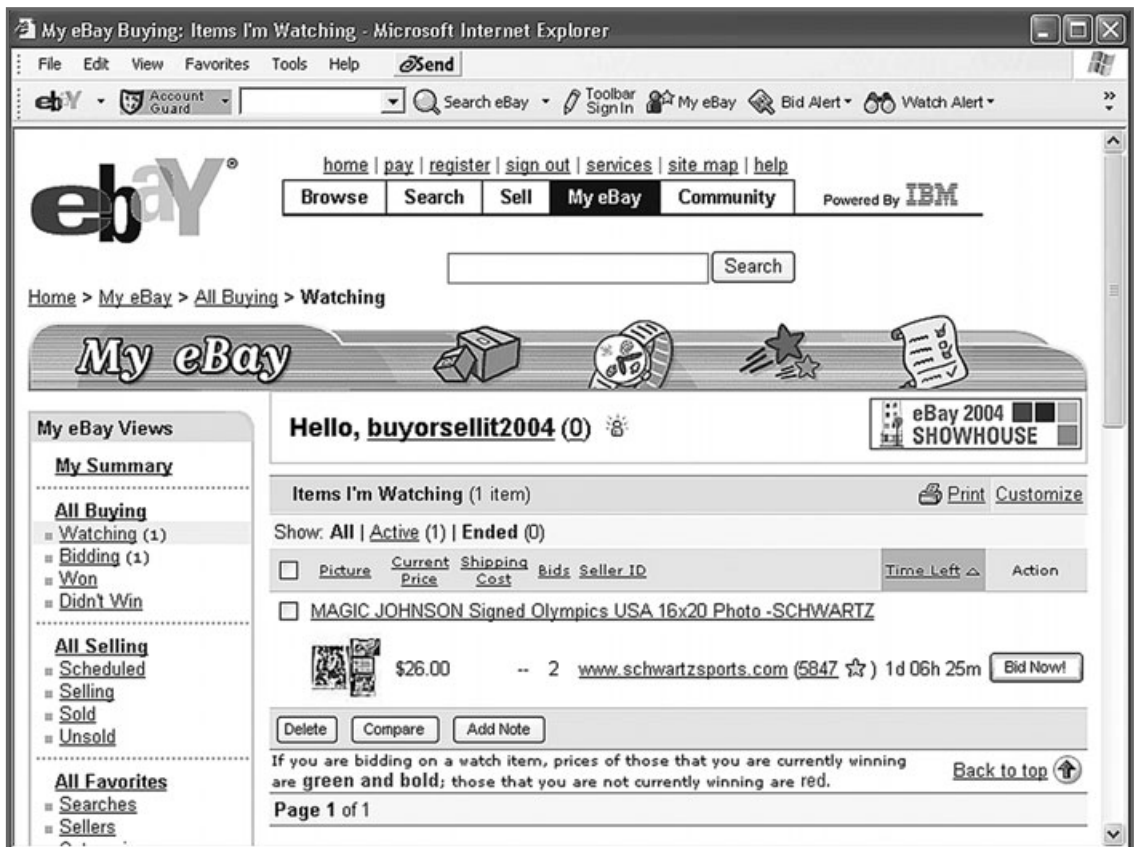 My eBay Buying: Items I'm Watching - Microsoft Internet Explorer
File Edit View Favorites Tools Help Send
ebY Account Guard Search eBay Toolbar Sign In My eBay Bid Alert Watch Alert »
home | pay | register | sign out | services | site map | help
ebaY®
Browse Search Sell My eBay Community Powered By IBM
Search
Home > My eBay > All Buying > Watching
My eBay
My eBay Views
Hello, buyorsellit2004 (0)
eBay 2004
SHOWHOUSE
My Summary
All Buying
Watching (1)
Bidding (1)
Won
Didn't Win
All Selling
Scheduled
Selling
Sold
Unsold
All Favorites
Searches
Sellers
Items I'm Watching (1 item) Print Customize
Show: All | Active (1) | Ended (0)
Picture Current Price Shipping Cost Bids Seller ID Time Left Action
MAGIC JOHNSON Signed Olympics USA 16x20 Photo -SCHWARTZ
$26.00 -- 2 www.schwartzsports.com (5847 ) 1d 06h 25m Bid Now!
Delete Compare Add Note
If you are bidding on a watch item, prices of those that you are currently winning
are green and bold; those that you are not currently winning are red.
Back to top
Page 1 of 1